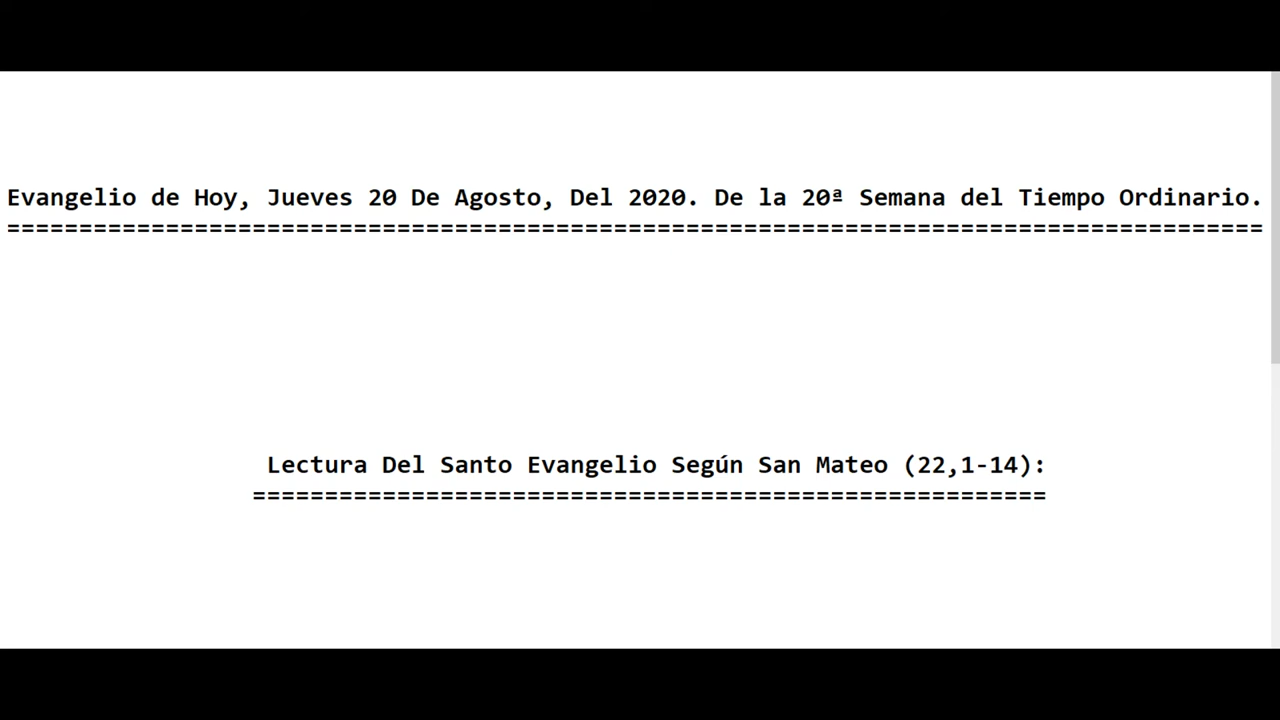 Evangelio de Hoy, Jueves 20 De Agosto, Del 2020. De la 20ª Semana del Tiempo Ordinario.
=======================================================================================
Lectura Del Santo Evangelio Según San Mateo (22,1-14):
=======================================================